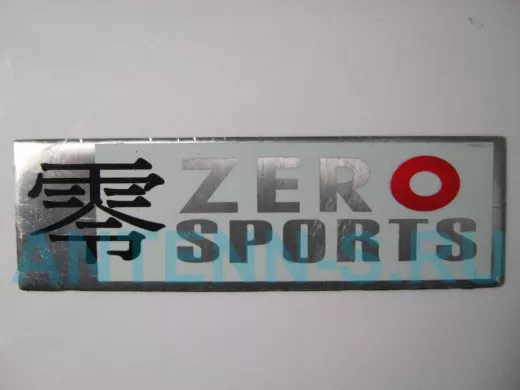 零 ZERO
SPORTS
ANTENN-S.RU